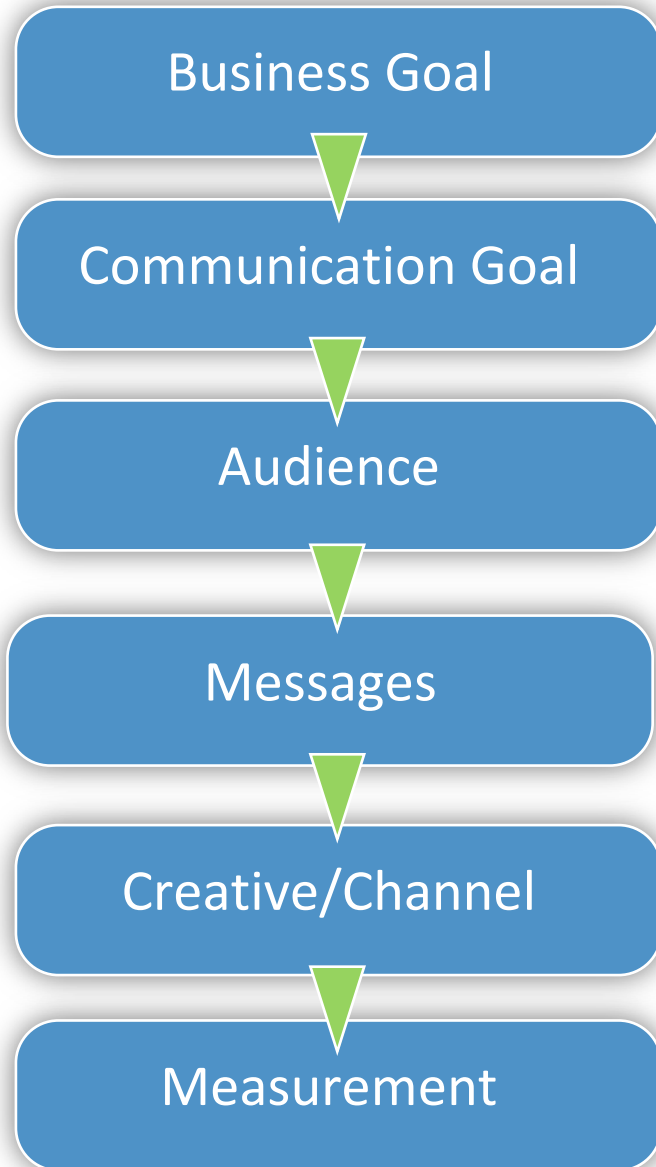 Business Goal
Communication Goal
Audience
Messages
Creative/Channel
Measurement